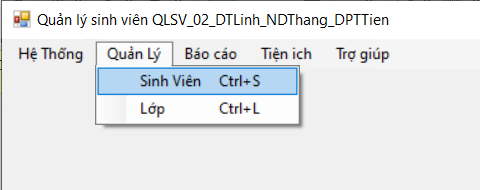 Quản lý sinh viên QLSV_02_DTLinh_NDThang_DPTTien
Hệ Thống Quản Lý Báo cáo Tiện ich Trợ giúp
Sinh Viên Ctrl+S
Lớp Ctrl+L